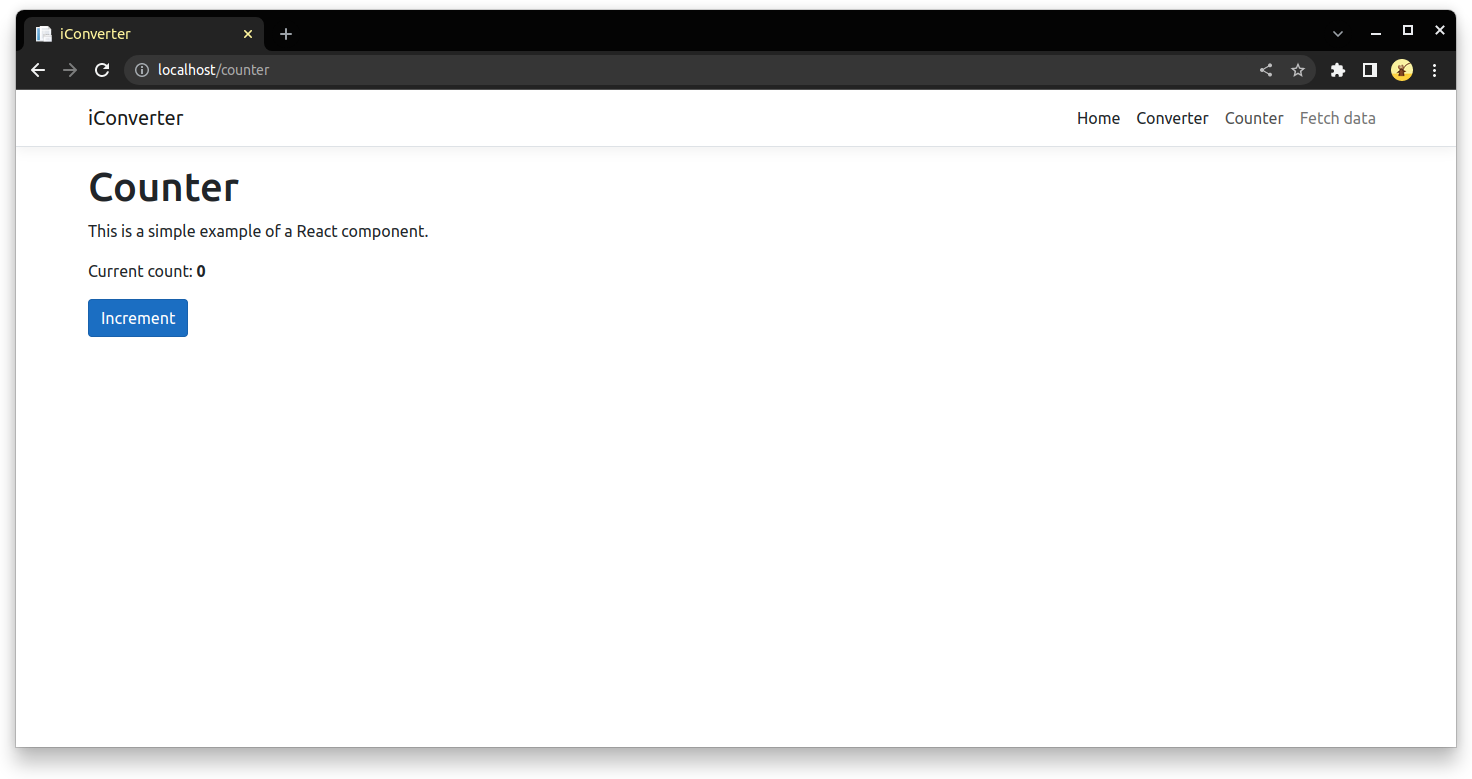 iConverter
localhost/counter
iConverter Home Converter Counter Fetch data
Counter
This is a simple example of a React component.
Current count: 0
Increment